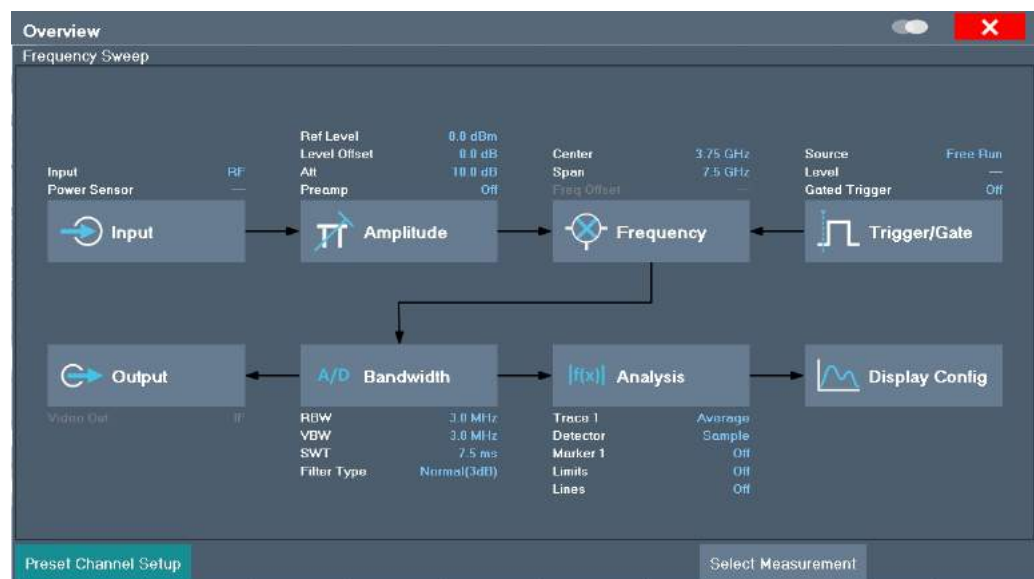 Overview
Frequency Sweep
Ref Level 0.0 dBm
Level Offset 0.0 dB
Att 10.0 dB
Preamp Off
Input RF
Power Sensor —
Center 3.75 GHz
Span 7.5 GHz
Freq Offset —
Source Free Run
Level —
Gated Trigger Off
Input
Amplitude
Frequency
Trigger/Gate
Output
A/D Bandwidth
|f(x)| Analysis
Display Config
Video Out IF
RBW 3.0 MHz
VBW 3.0 MHz
SWT 7.5 ms
Filter Type Normal(3dB)
Trace 1 Average
Detector Sample
Marker 1 Off
Limits Off
Lines Off
Preset Channel Setup
Select Measurement